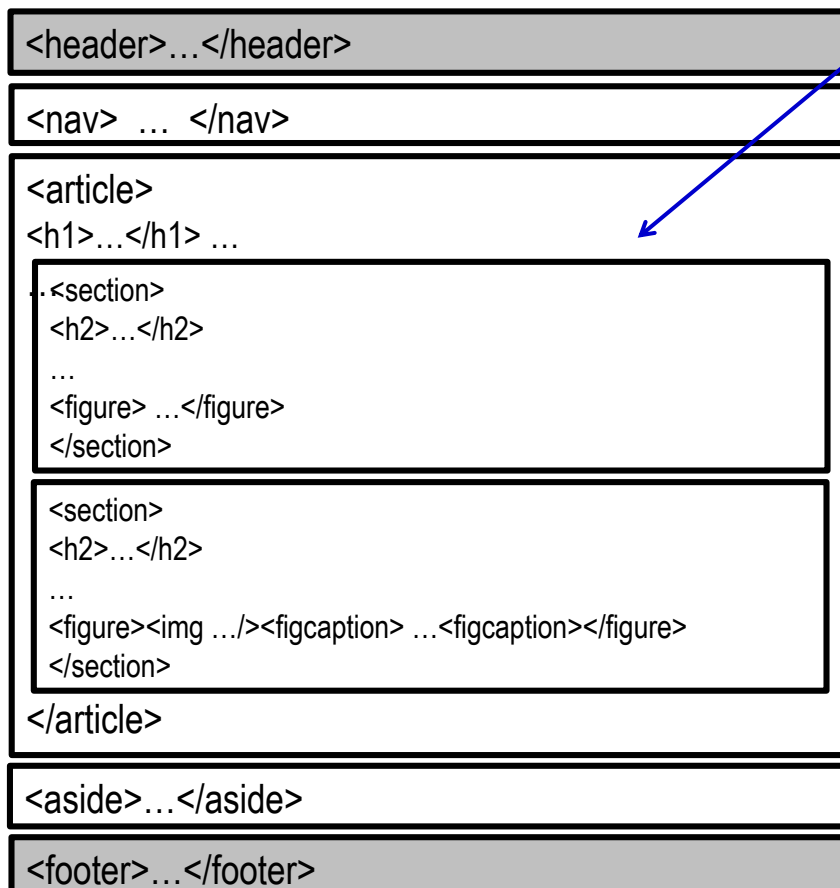 <header>…</header>
<nav> … </nav>
<article>
<h1>…</h1> …
…
<section>
<h2>…</h2>
…
<figure> …</figure>
</section>
<section>
<h2>…</h2>
…
<figure><img …/><figcaption> …<figcaption></figure>
</section>
</article>
<aside>…</aside>
<footer>…</footer>